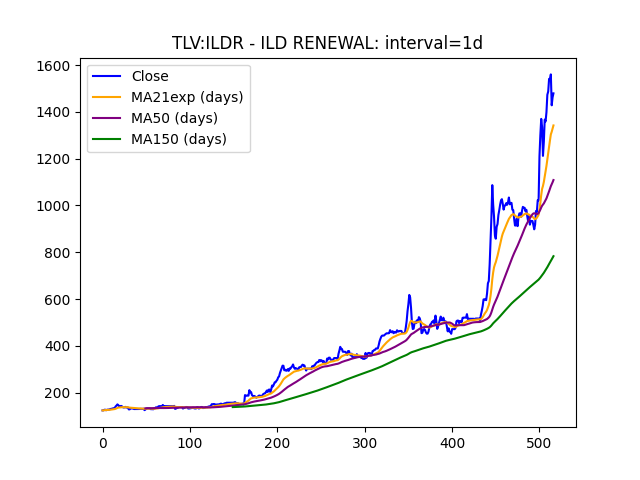 TLV:ILDR - ILD RENEWAL: interval=1d
Close
MA21exp (days)
MA50 (days)
MA150 (days)
1600
1400
1200
1000
800
600
400
200
0 100 200 300 400 500